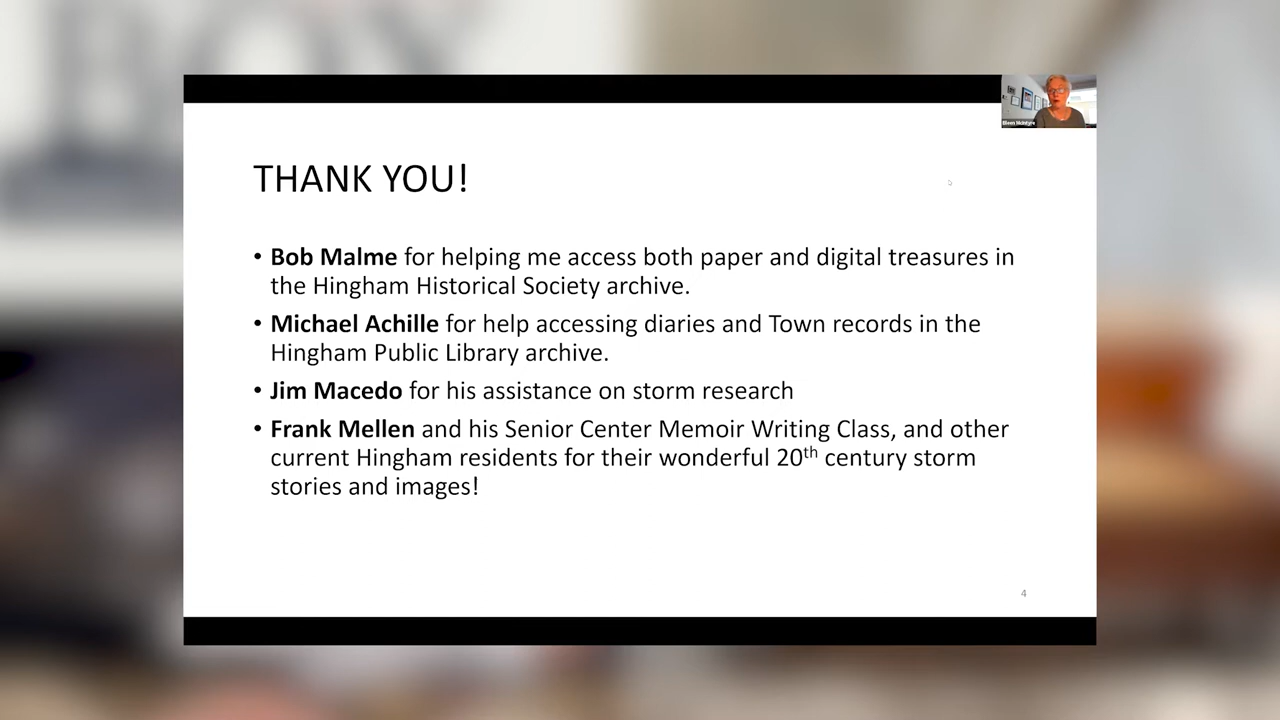 Eileen McIntyre
THANK YOU!
• Bob Malme for helping me access both paper and digital treasures in
the Hingham Historical Society archive.
• Michael Achille for help accessing diaries and Town records in the
Hingham Public Library archive.
• Jim Macedo for his assistance on storm research
• Frank Mellen and his Senior Center Memoir Writing Class, and other
current Hingham residents for their wonderful 20th century storm
stories and images!
4